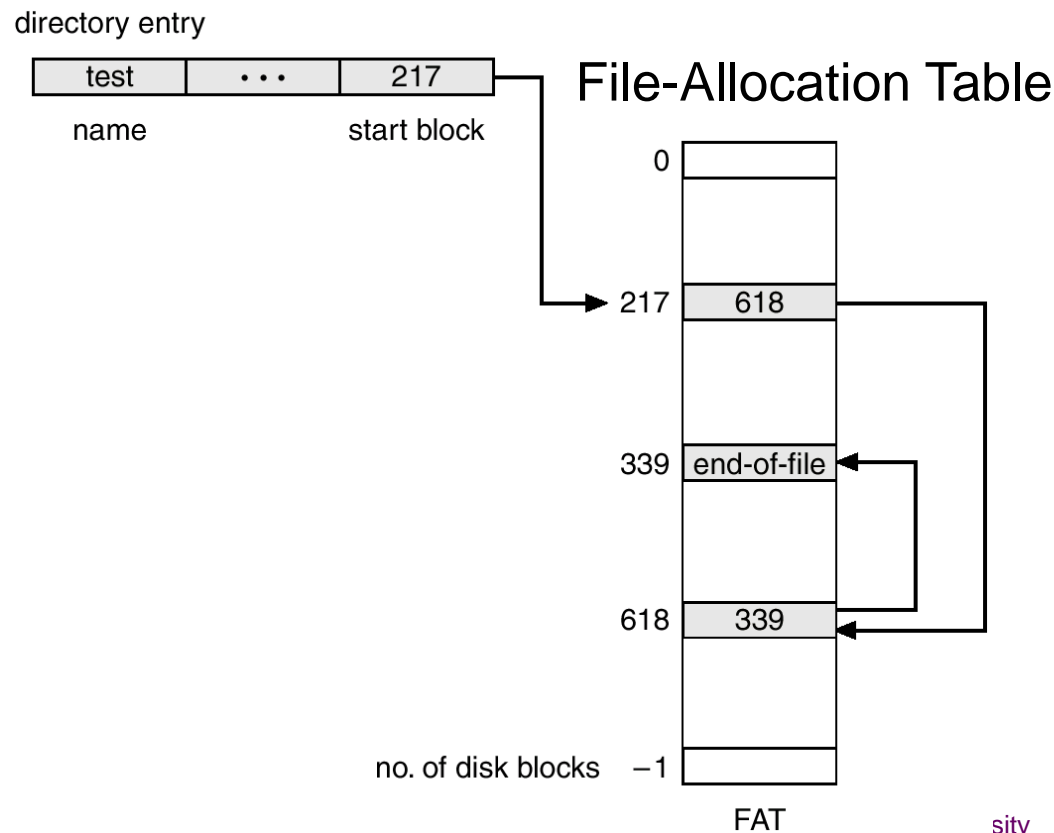 directory entry
test ••• 217
name start block
File-Allocation Table
0
217 618
339 end-of-file
618 339
no. of disk blocks −1
FAT
sity